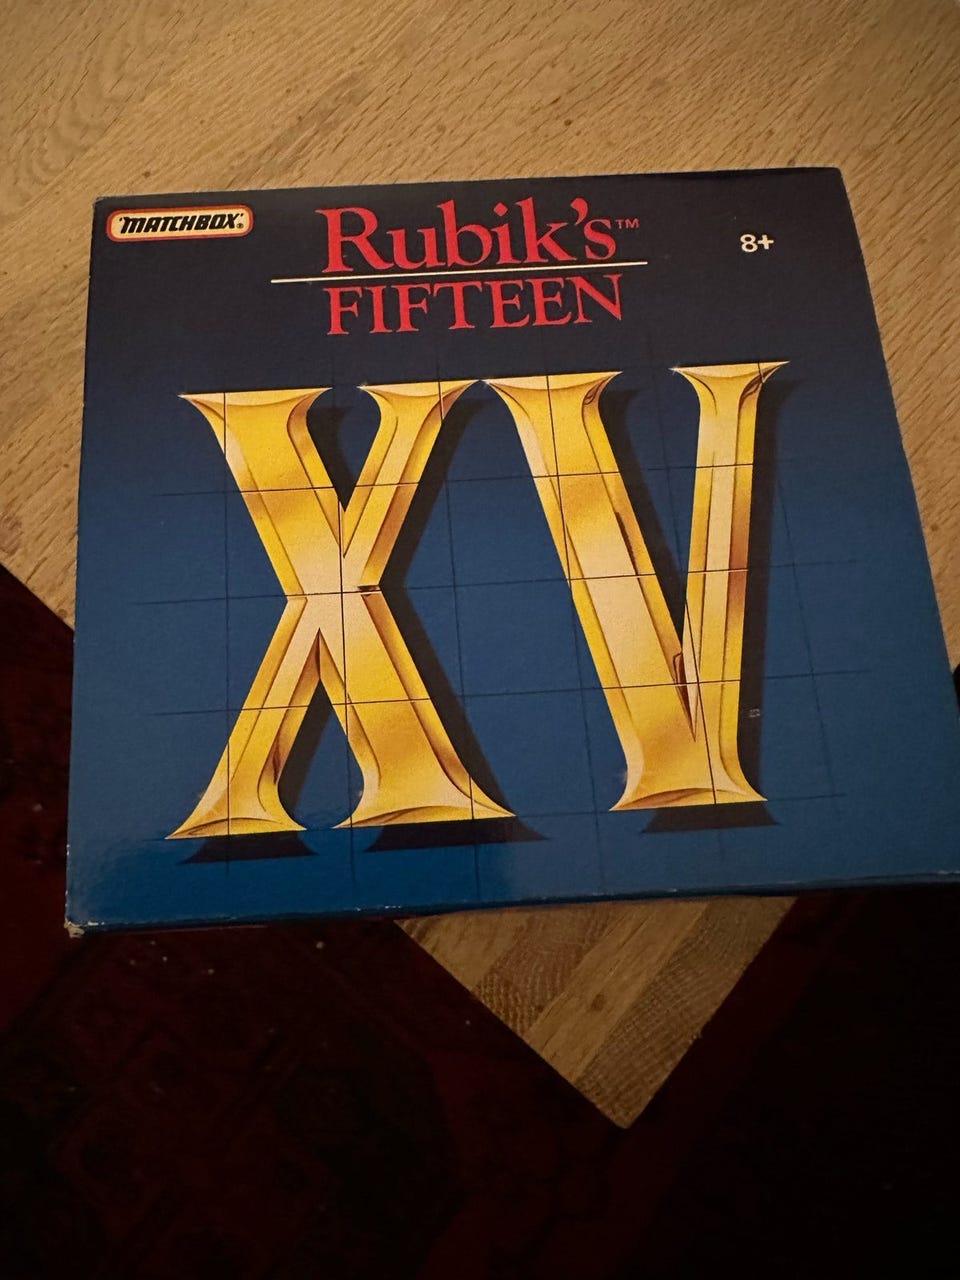 MATCHBOX®
Rubik's™
FIFTEEN
8+
XV